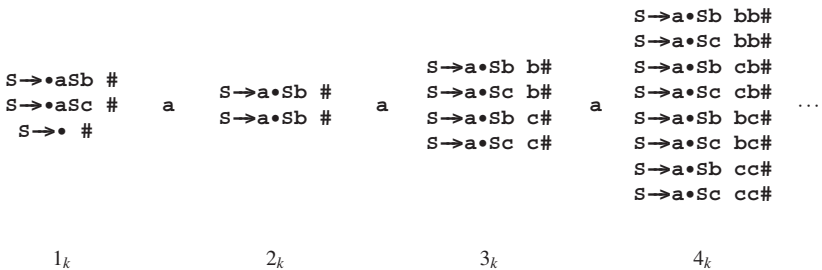 S→•aSb #
S→•aSc #
S→• #
a
S→a•Sb #
S→a•Sb #
a
S→a•Sb b#
S→a•Sc b#
S→a•Sb c#
S→a•Sc c#
a
S→a•Sb bb#
S→a•Sc bb#
S→a•Sb cb#
S→a•Sc cb#
S→a•Sb bc#
S→a•Sc bc#
S→a•Sb cc#
S→a•Sc cc#
...
1k 2k 3k 4k